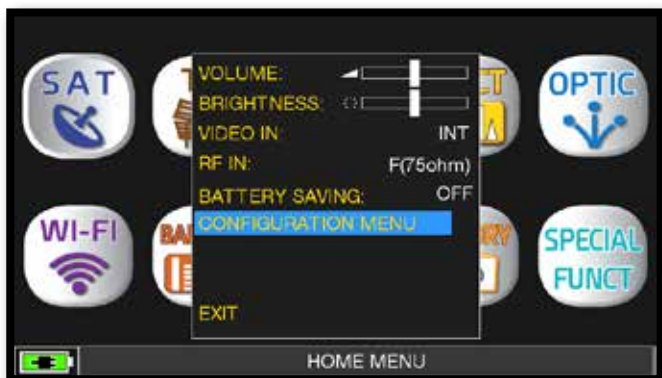 SAT
OPTIC
VOLUME:
BRIGHTNESS:
VIDEO IN: INT
RF IN: F(75ohm)
BATTERY SAVING: OFF
CONFIGURATION MENU
EXIT
WI-FI
SPECIAL
FUNCT
HOME MENU